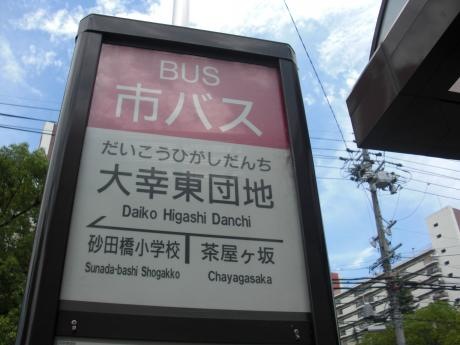 BUS
市バス
だいこうひがしだんち
大幸東団地
Daiko Higashi Danchi
砂田橋小学校 茶屋ヶ坂
Sunada-bashi Shogakko Chayagasaka